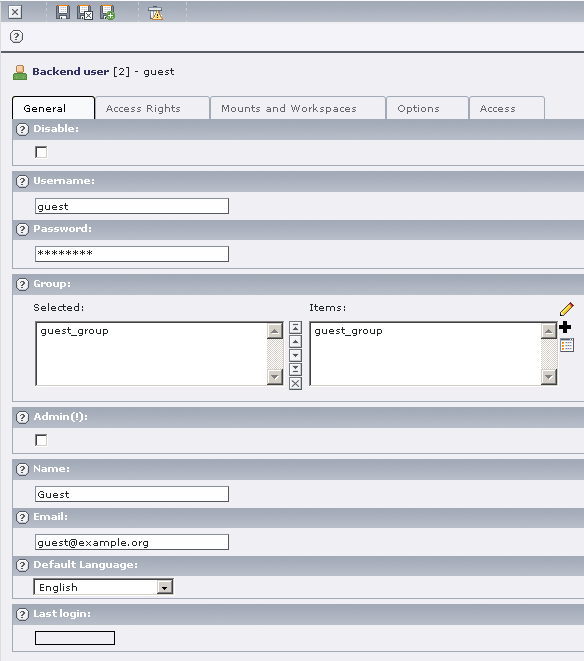 Backend user [2] - guest
General Access Rights Mounts and Workspaces Options Access
Disable:
Username:
guest
Password:
********
Group:
Selected: Items:
guest_group guest_group
Admin(!):
Name:
Guest
Email:
guest@example.org
Default Language:
English
Last login: